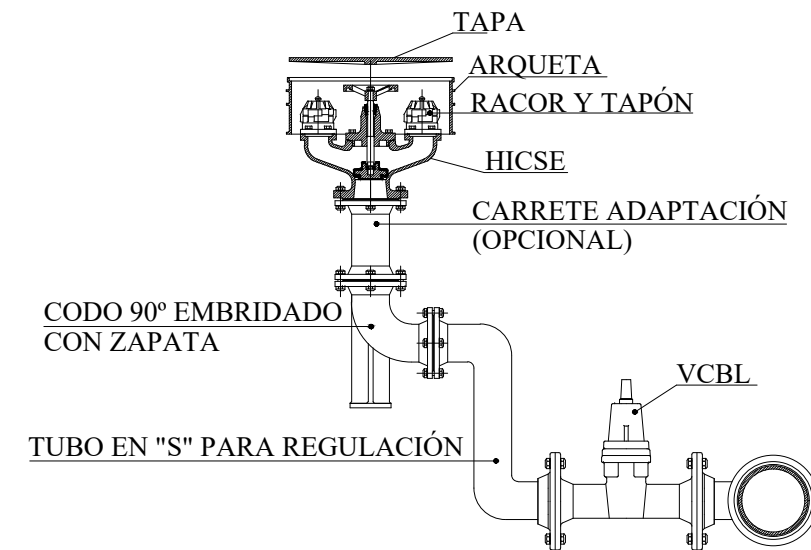 TAPA
ARQUETA
RACOR Y TAPÓN
HICSE
CARRETE ADAPTACIÓN
(OPCIONAL)
CODO 90º EMBRIDADO
CON ZAPATA
VCBL
TUBO EN "S" PARA REGULACIÓN